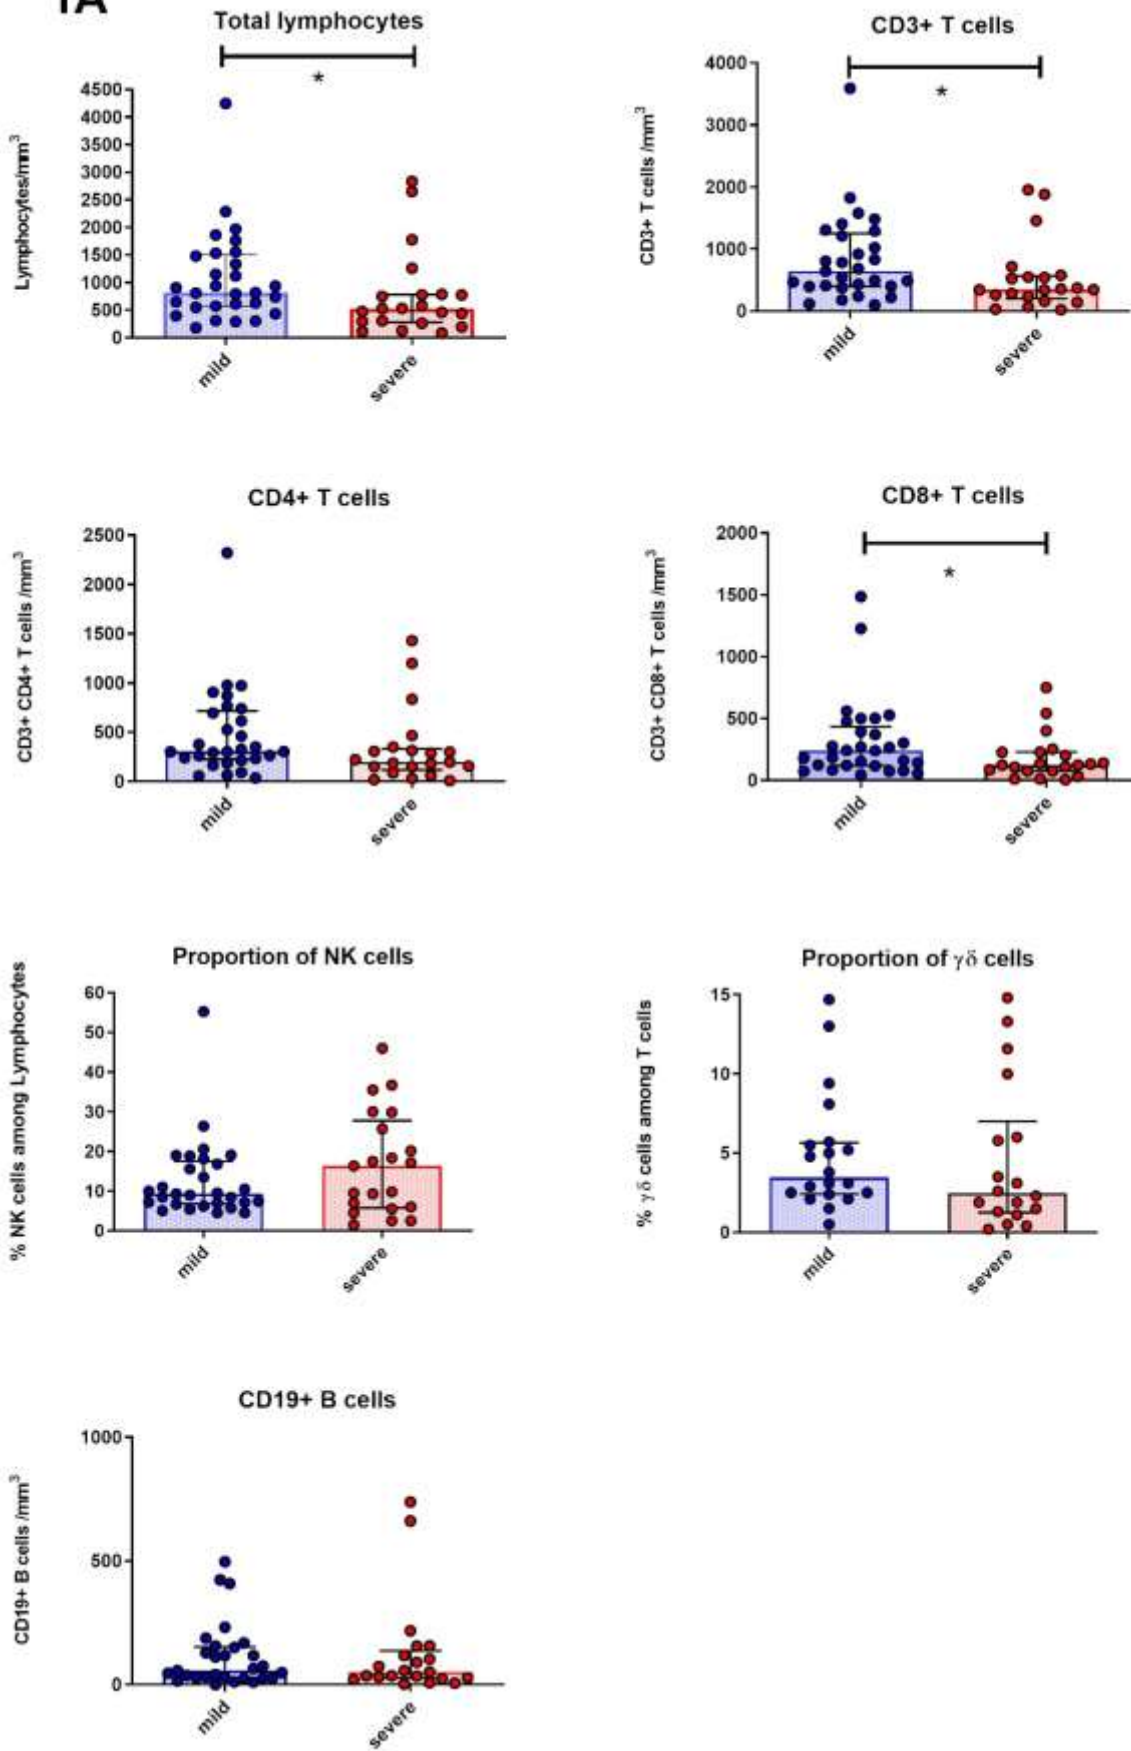 1A
Total lymphocytes
*
Lymphocytes/mm³
4500
4000
3500
3000
2500
2000
1500
1000
500
0
mild
severe
CD3+ T cells
*
CD3+ T cells /mm³
4000
3000
2000
1000
0
mild
severe
CD4+ T cells
CD3+ CD4+ T cells /mm³
2500
2000
1500
1000
500
0
mild
severe
CD8+ T cells
*
CD3+ CD8+ T cells/mm³
2000
1500
1000
500
0
mild
severe
Proportion of NK cells
% NK cells among Lymphocytes
60
50
40
30
20
10
0
mild
severe
Proportion of γδ cells
% γδ cells among T cells
15
10
5
0
mild
severe
CD19+ B cells
CD19+ B cells /mm³
1000
500
0
mild
severe